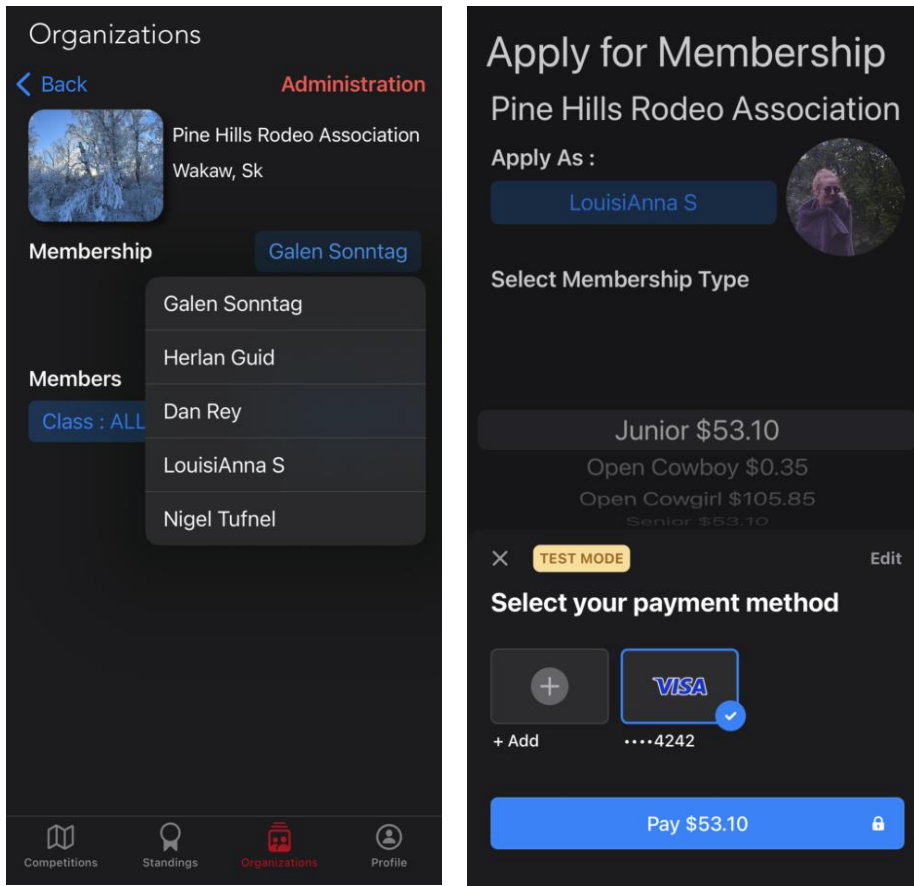 Organizations
Back
Administration
Pine Hills Rodeo Association
Wakaw, Sk
Membership
Galen Sonntag
Galen Sonntag
Herlan Guid
Dan Rey
LouisiAnna S
Nigel Tufnel
Members
Class : ALL
Competitions
Standings
Organizations
Profile
Apply for Membership
Pine Hills Rodeo Association
Apply As :
LouisiAnna S
Select Membership Type
Junior $53.10
Open Cowboy $0.35
Open Cowgirl $105.85
Senior $53.10
TEST MODE
Edit
Select your payment method
VISA
+ Add
····4242
Pay $53.10